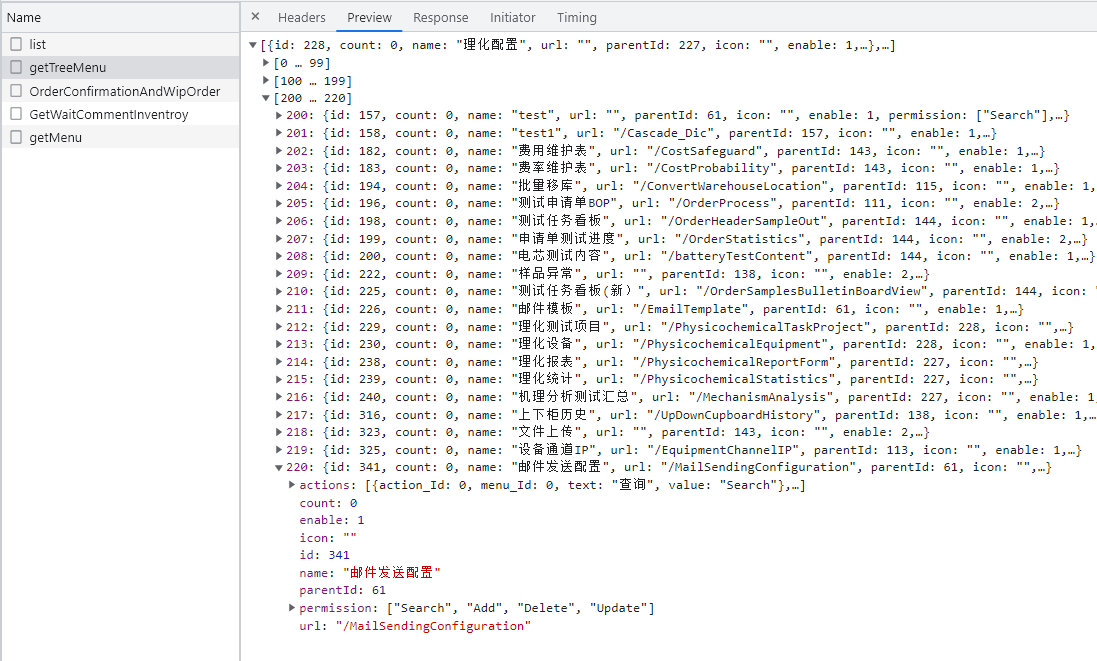 Name
list
getTreeMenu
OrderConfirmationAndWipOrder
GetWaitCommentInventroy
getMenu
× Headers Preview Response Initiator Timing
[{id: 228, count: 0, name: "理化配置", url: "", parentId: 227, icon: "", enable: 1,…},…]
[0 … 99]
[100 … 199]
[200 … 220]
200: {id: 157, count: 0, name: "test", url: "", parentId: 61, icon: "", enable: 1, permission: ["Search"],…}
201: {id: 158, count: 0, name: "test1", url: "/Cascade_Dic", parentId: 157, icon: "", enable: 1,…}
202: {id: 182, count: 0, name: "费用维护表", url: "/CostSafeguard", parentId: 143, icon: "", enable: 1,…}
203: {id: 183, count: 0, name: "费率维护表", url: "/CostProbability", parentId: 143, icon: "", enable: 1,…}
204: {id: 194, count: 0, name: "批量移库", url: "/ConvertWarehouseLocation", parentId: 115, icon: "", enable: 1,
205: {id: 196, count: 0, name: "测试申请单BOP", url: "/OrderProcess", parentId: 111, icon: "", enable: 2,…}
206: {id: 198, count: 0, name: "测试任务看板", url: "/OrderHeaderSampleOut", parentId: 144, icon: "", enable: 1,…
207: {id: 199, count: 0, name: "申请单测试进度", url: "/OrderStatistics", parentId: 144, icon: "", enable: 2,…}
208: {id: 200, count: 0, name: "电芯测试内容", url: "/batteryTestContent", parentId: 144, icon: "", enable: 1,…}
209: {id: 222, count: 0, name: "样品异常", url: "", parentId: 138, icon: "", enable: 2,…}
210: {id: 225, count: 0, name: "测试任务看板(新）", url: "/OrderSamplesBulletinBoardView", parentId: 144, icon: "
211: {id: 226, count: 0, name: "邮件模板", url: "/EmailTemplate", parentId: 61, icon: "", enable: 1,…}
212: {id: 229, count: 0, name: "理化测试项目", url: "/PhysicochemicalTaskProject", parentId: 228, icon: "",…}
213: {id: 230, count: 0, name: "理化设备", url: "/PhysicochemicalEquipment", parentId: 228, icon: "", enable: 1,
214: {id: 238, count: 0, name: "理化报表", url: "/PhysicochemicalReportForm", parentId: 227, icon: "",…}
215: {id: 239, count: 0, name: "理化统计", url: "/PhysicochemicalStatistics", parentId: 227, icon: "",…}
216: {id: 240, count: 0, name: "机理分析测试汇总", url: "/MechanismAnalysis", parentId: 227, icon: "", enable: 1,
217: {id: 316, count: 0, name: "上下柜历史", url: "/UpDownCupboardHistory", parentId: 138, icon: "", enable: 1,…
218: {id: 323, count: 0, name: "文件上传", url: "", parentId: 143, icon: "", enable: 2,…}
219: {id: 325, count: 0, name: "设备通道IP", url: "/EquipmentChannelIP", parentId: 113, icon: "", enable: 1,…}
220: {id: 341, count: 0, name: "邮件发送配置", url: "/MailSendingConfiguration", parentId: 61, icon: "",…}
actions: [{action_Id: 0, menu_Id: 0, text: "查询", value: "Search"},…]
count: 0
enable: 1
icon: ""
id: 341
name: "邮件发送配置"
parentId: 61
permission: ["Search", "Add", "Delete", "Update"]
url: "/MailSendingConfiguration"